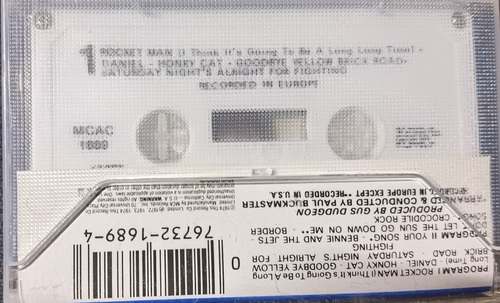 1 ROCKET MAN (I Think It's Going To Be A Long Long Time) -
DANIEL - HONKY CAT - GOODBYE YELLOW BRICK ROAD -
SATURDAY NIGHT'S ALRIGHT FOR FIGHTING
RECORDED IN EUROPE
MCAC
1689
PROGRAM I ROCKET MAN (I Think It's Going To Be A Long
Long Time) · DANIEL · HONKY CAT · GOODBYE YELLOW
BRICK ROAD · SATURDAY NIGHT'S ALRIGHT FOR
FIGHTING
PROGRAM II YOUR SONG* · BENNIE AND THE JETS ·
DON'T LET THE SUN GO DOWN ON ME** · BORDER
SONG* · CROCODILE ROCK
PRODUCED BY GUS DUDGEON
*ARRANGED & CONDUCTED BY PAUL BUCKMASTER
RECORDED IN EUROPE EXCEPT **RECORDED IN U.S.A.
0 76732-1689-4